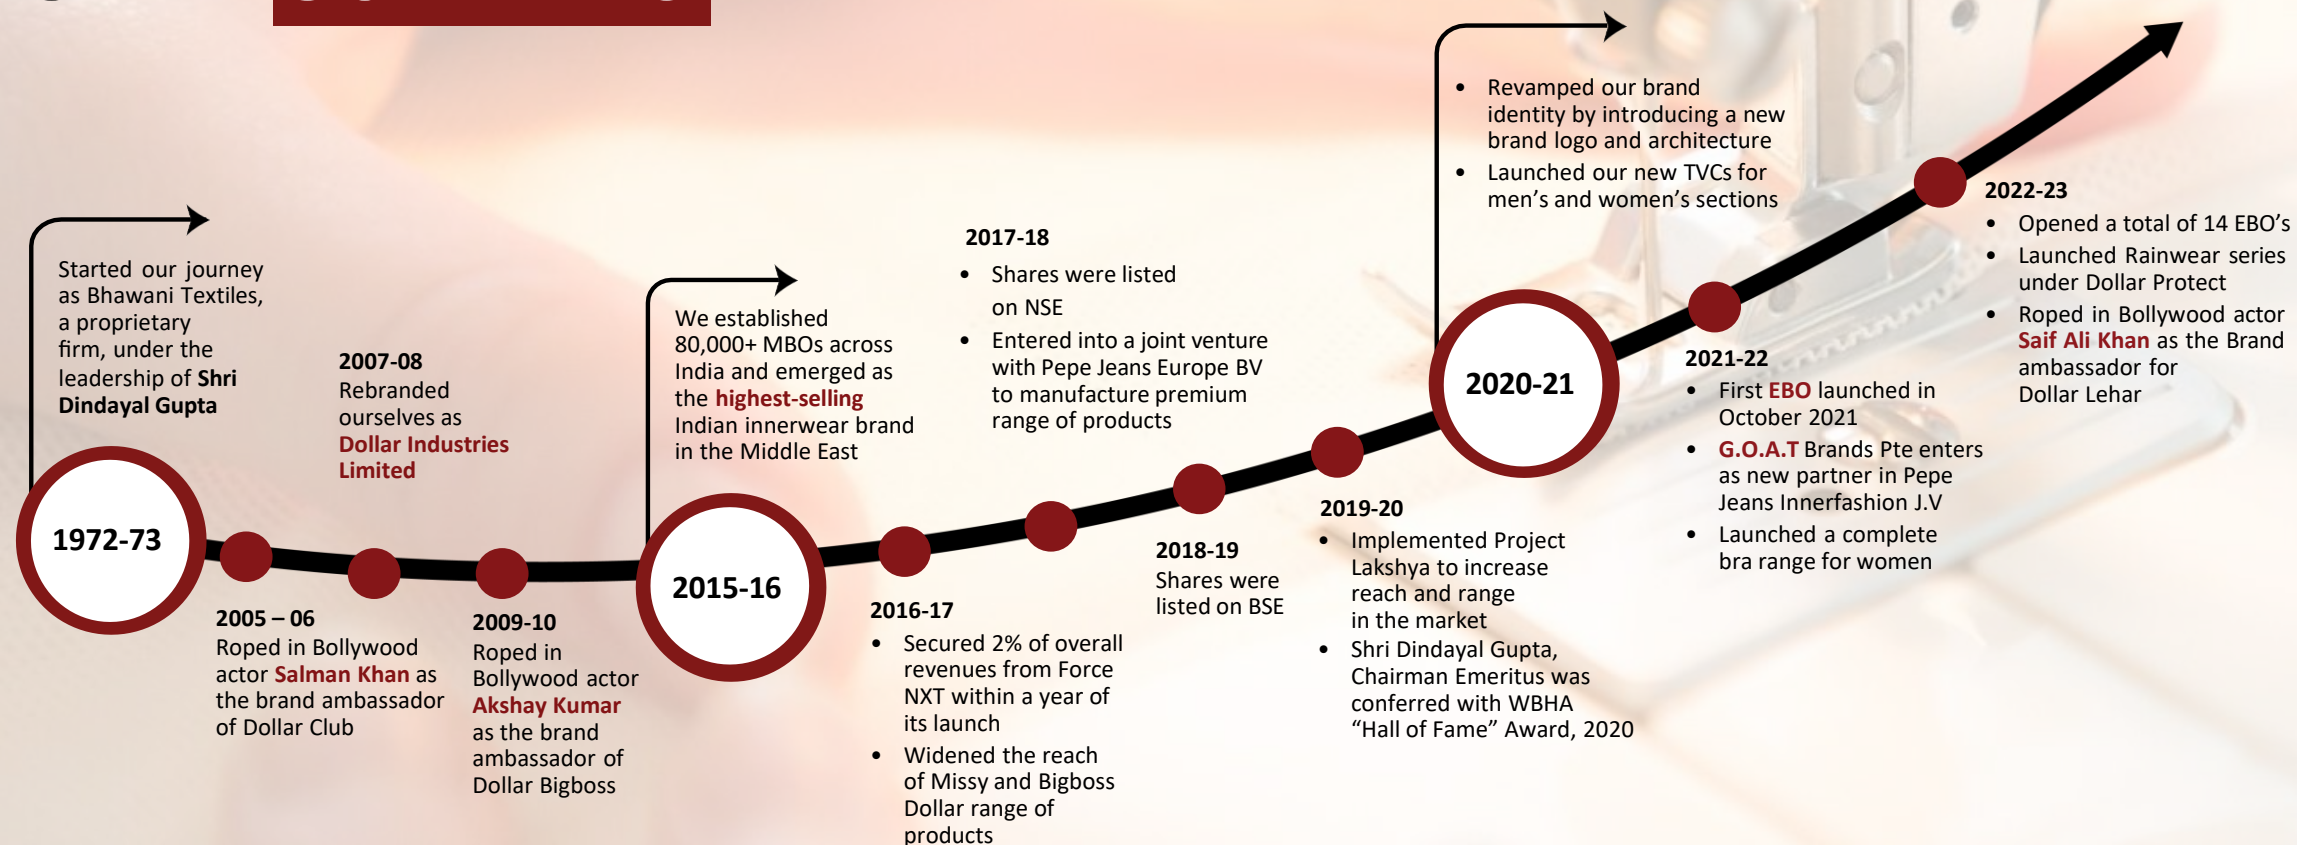 Started our journey
as Bhawani Textiles,
a proprietary
firm, under the
leadership of Shri
Dindayal Gupta
1972-73
2005 – 06
Roped in Bollywood
actor Salman Khan as
the brand ambassador
of Dollar Club
2007-08
Rebranded
ourselves as
Dollar Industries
Limited
2009-10
Roped in
Bollywood actor
Akshay Kumar
as the brand
ambassador of
Dollar Bigboss
We established
80,000+ MBOs across
India and emerged as
the highest-selling
Indian innerwear brand
in the Middle East
2015-16
2016-17
• Secured 2% of overall
revenues from Force
NXT within a year of
its launch
• Widened the reach
of Missy and Bigboss
Dollar range of
products
2017-18
• Shares were listed
on NSE
• Entered into a joint venture
with Pepe Jeans Europe BV
to manufacture premium
range of products
2018-19
Shares were
listed on BSE
2019-20
• Implemented Project
Lakshya to increase
reach and range
in the market
• Shri Dindayal Gupta,
Chairman Emeritus was
conferred with WBHA
“Hall of Fame” Award, 2020
• Revamped our brand
identity by introducing a new
brand logo and architecture
• Launched our new TVCs for
men’s and women’s sections
2020-21
2021-22
• First EBO launched in
October 2021
• G.O.A.T Brands Pte enters
as new partner in Pepe
Jeans Innerfashion J.V
• Launched a complete
bra range for women
2022-23
• Opened a total of 14 EBO’s
• Launched Rainwear series
under Dollar Protect
• Roped in Bollywood actor
Saif Ali Khan as the Brand
ambassador for
Dollar Lehar